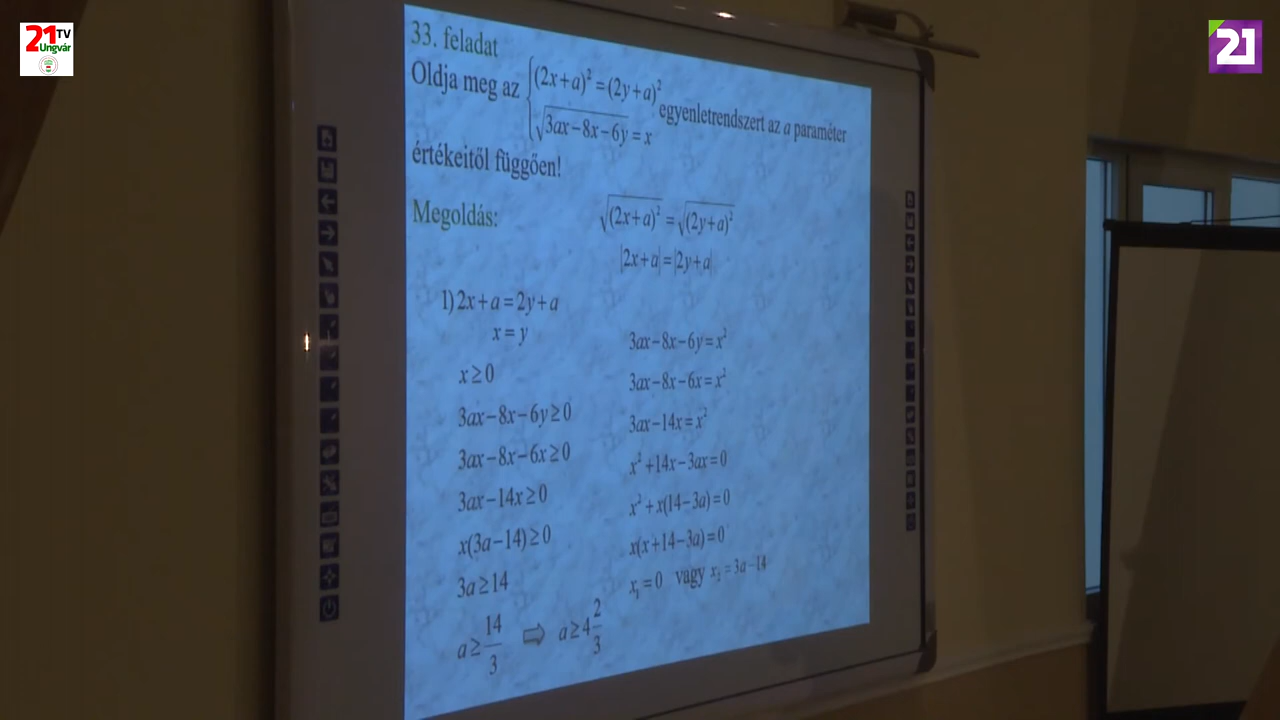 21 TV
Ungvár
21
33. feladat
Oldja meg az { (2x+a)² = (2y+a)²
√(3ax−8x−6y) = x egyenletrendszert az a paraméter
értékeitől függően!
Megoldás:
√(2x+a)² = √(2y+a)²
|2x+a| = |2y+a|
1) 2x+a = 2y+a
x = y
x ≥ 0
3ax−8x−6y ≥ 0
3ax−8x−6x ≥ 0
3ax−14x ≥ 0
x(3a−14) ≥ 0
3a ≥ 14
a ≥ 14/3 ⇨ a ≥ 4 2/3
3ax−8x−6y = x²
3ax−8x−6x = x²
3ax−14x = x²
x²+14x−3ax = 0
x²+x(14−3a) = 0
x(x+14−3a) = 0
x₁ = 0 vagy x₂ = 3a−14